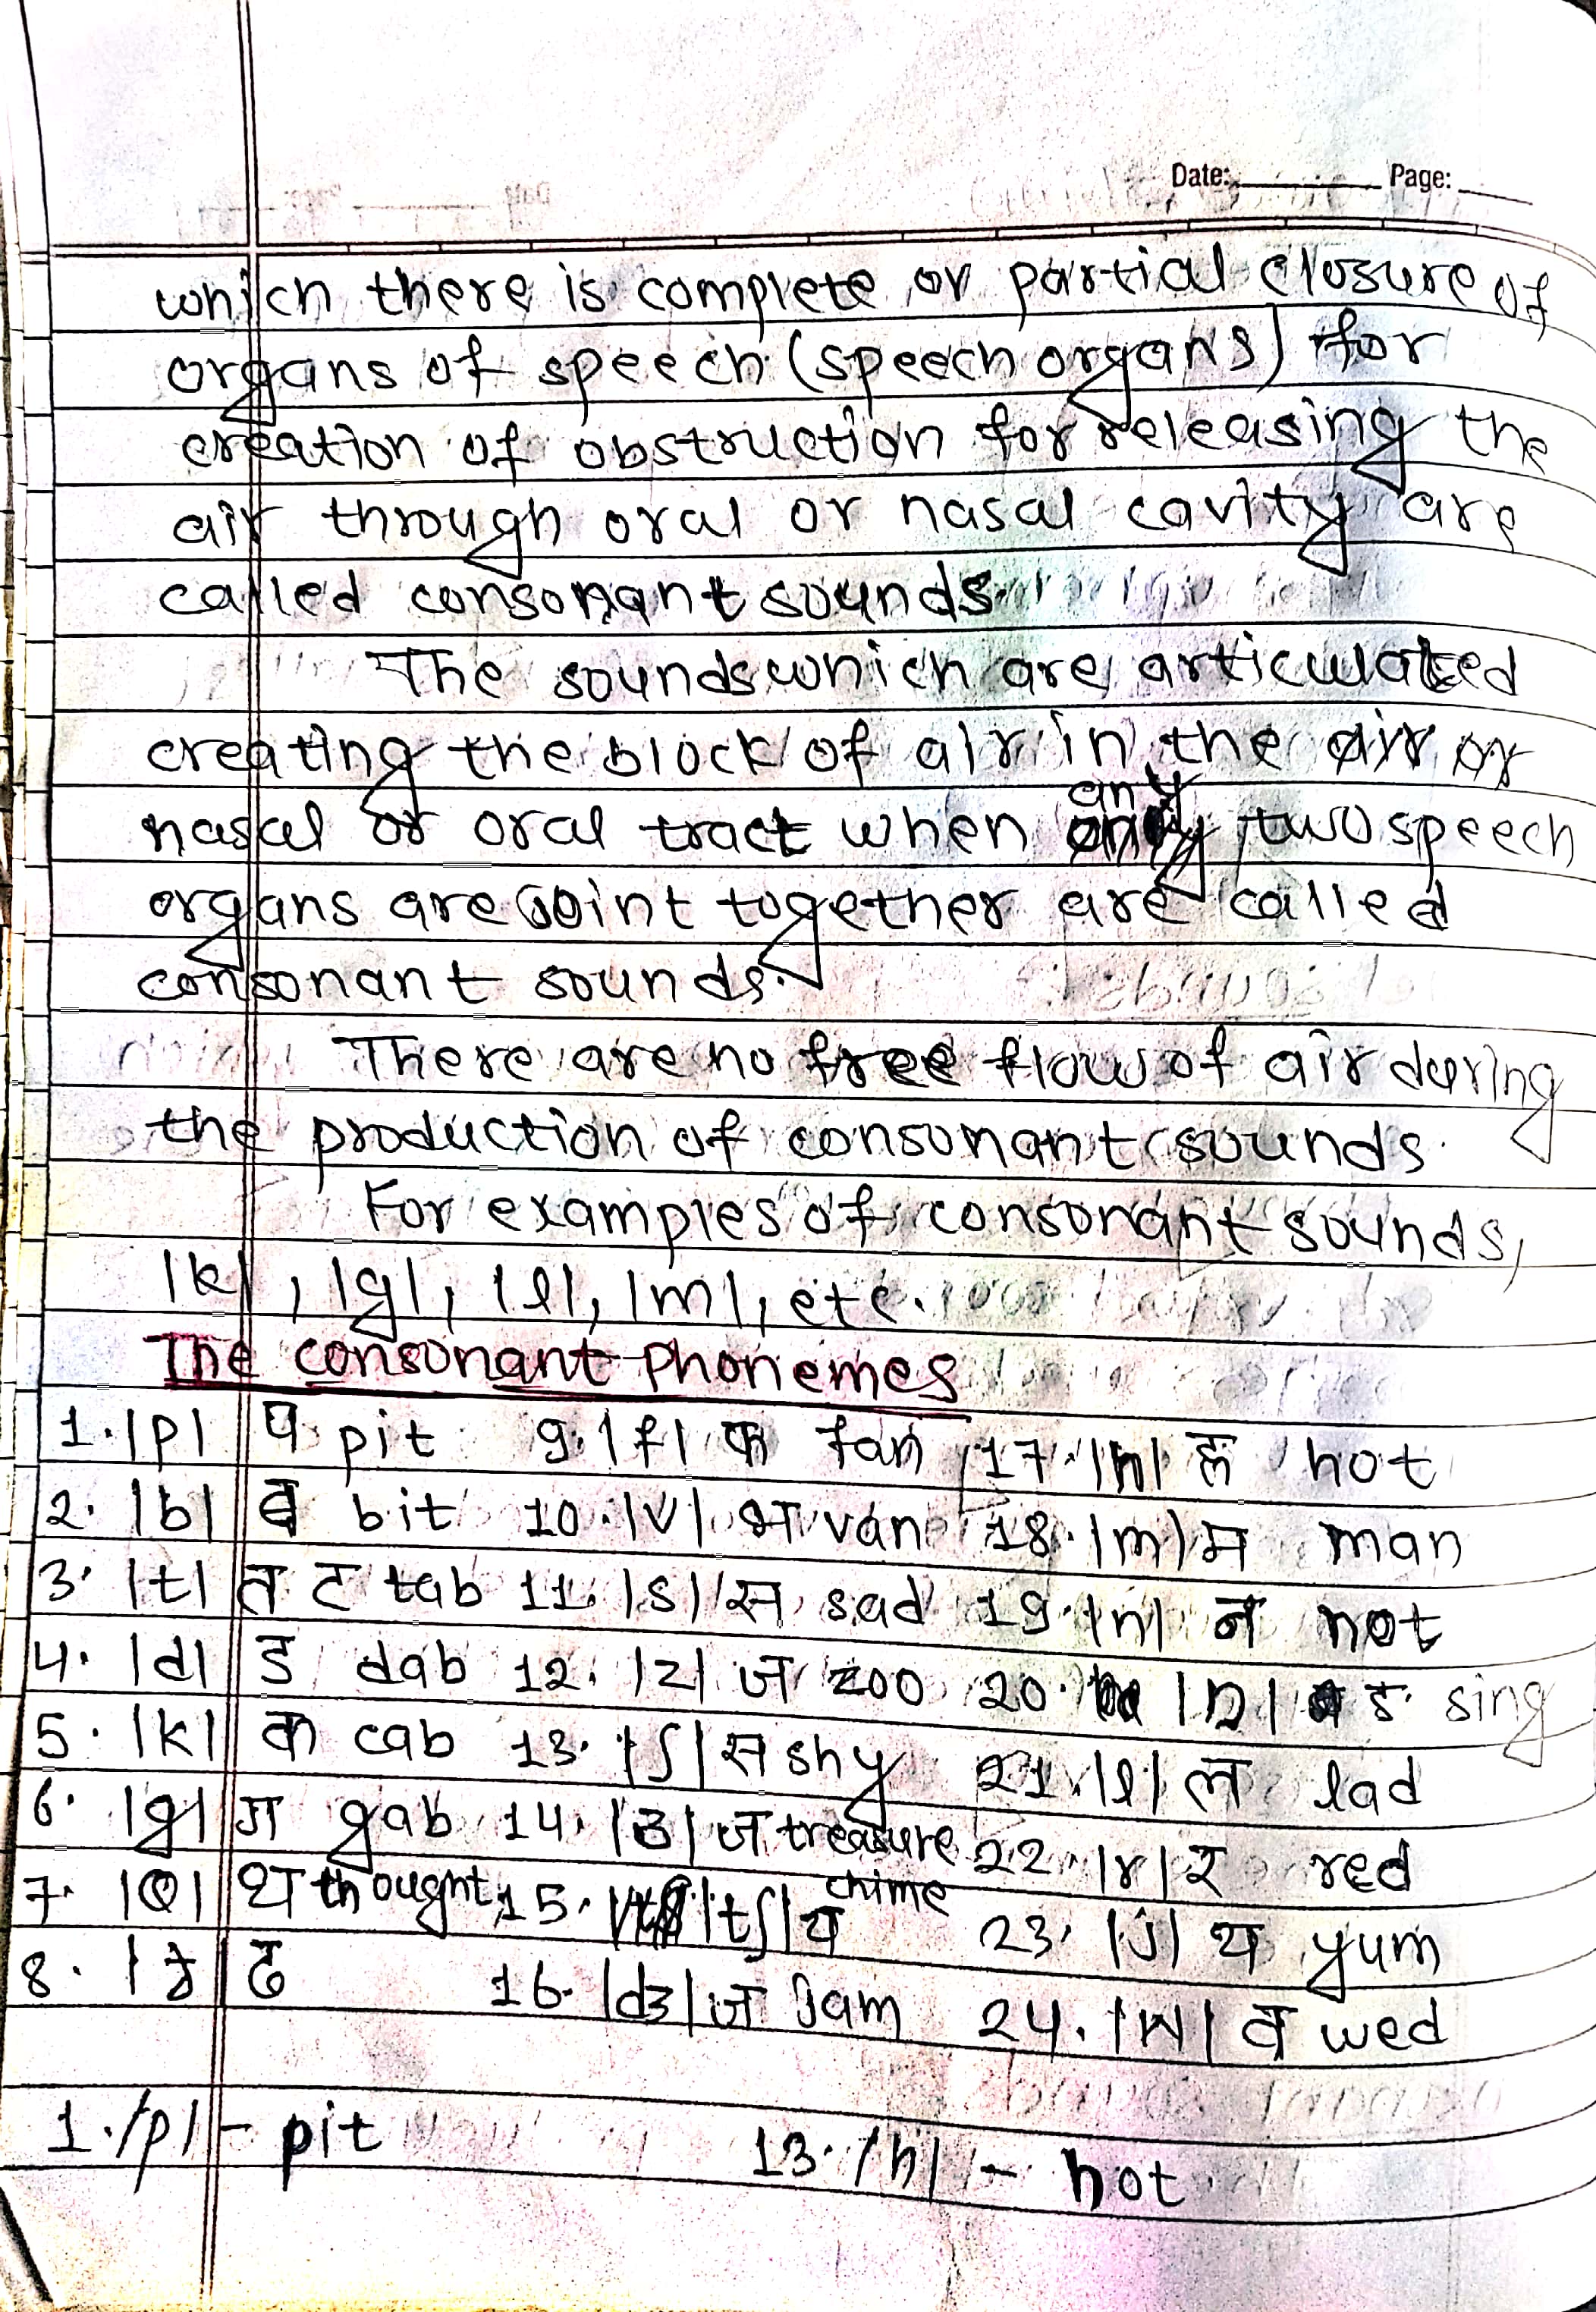 Date: Page:
which there is complete or partial closure of
organs of speech (speech organs) for
creation of obstruction for releasing the
air through oral or nasal cavity are
called consonant sounds.
The sounds which are articulated
creating the block of air in the air or
nasal or oral tract when any two speech
organs are joint together are called
consonant sounds.
There are no free flow of air during
the production of consonant sounds.
For examples of consonant sounds,
|k|, |g|, |l|, |m|, etc.
The consonant phonemes
1. |p| प pit 9. |f| फ fan 17. |h| ह hot
2. |b| ब bit 10. |v| भ van 18. |m| म man
3. |t| त ट tab 11. |s| स sad 19. |n| न not
4. |d| ड dab 12. |z| ज zoo 20. |ŋ| ङ sing
5. |k| क cab 13. |ʃ| स shy 21. |l| ल lad
6. |g| ग gab 14. |ʒ| ज treasure 22. |r| र red
7. |θ| थ thought 15. |tʃ| च chime 23. |j| य yum
8. |ð| ढ 16. |dʒ| ज Jam 24. |w| व wed
1. /p/ - pit 13. /h/ - hot